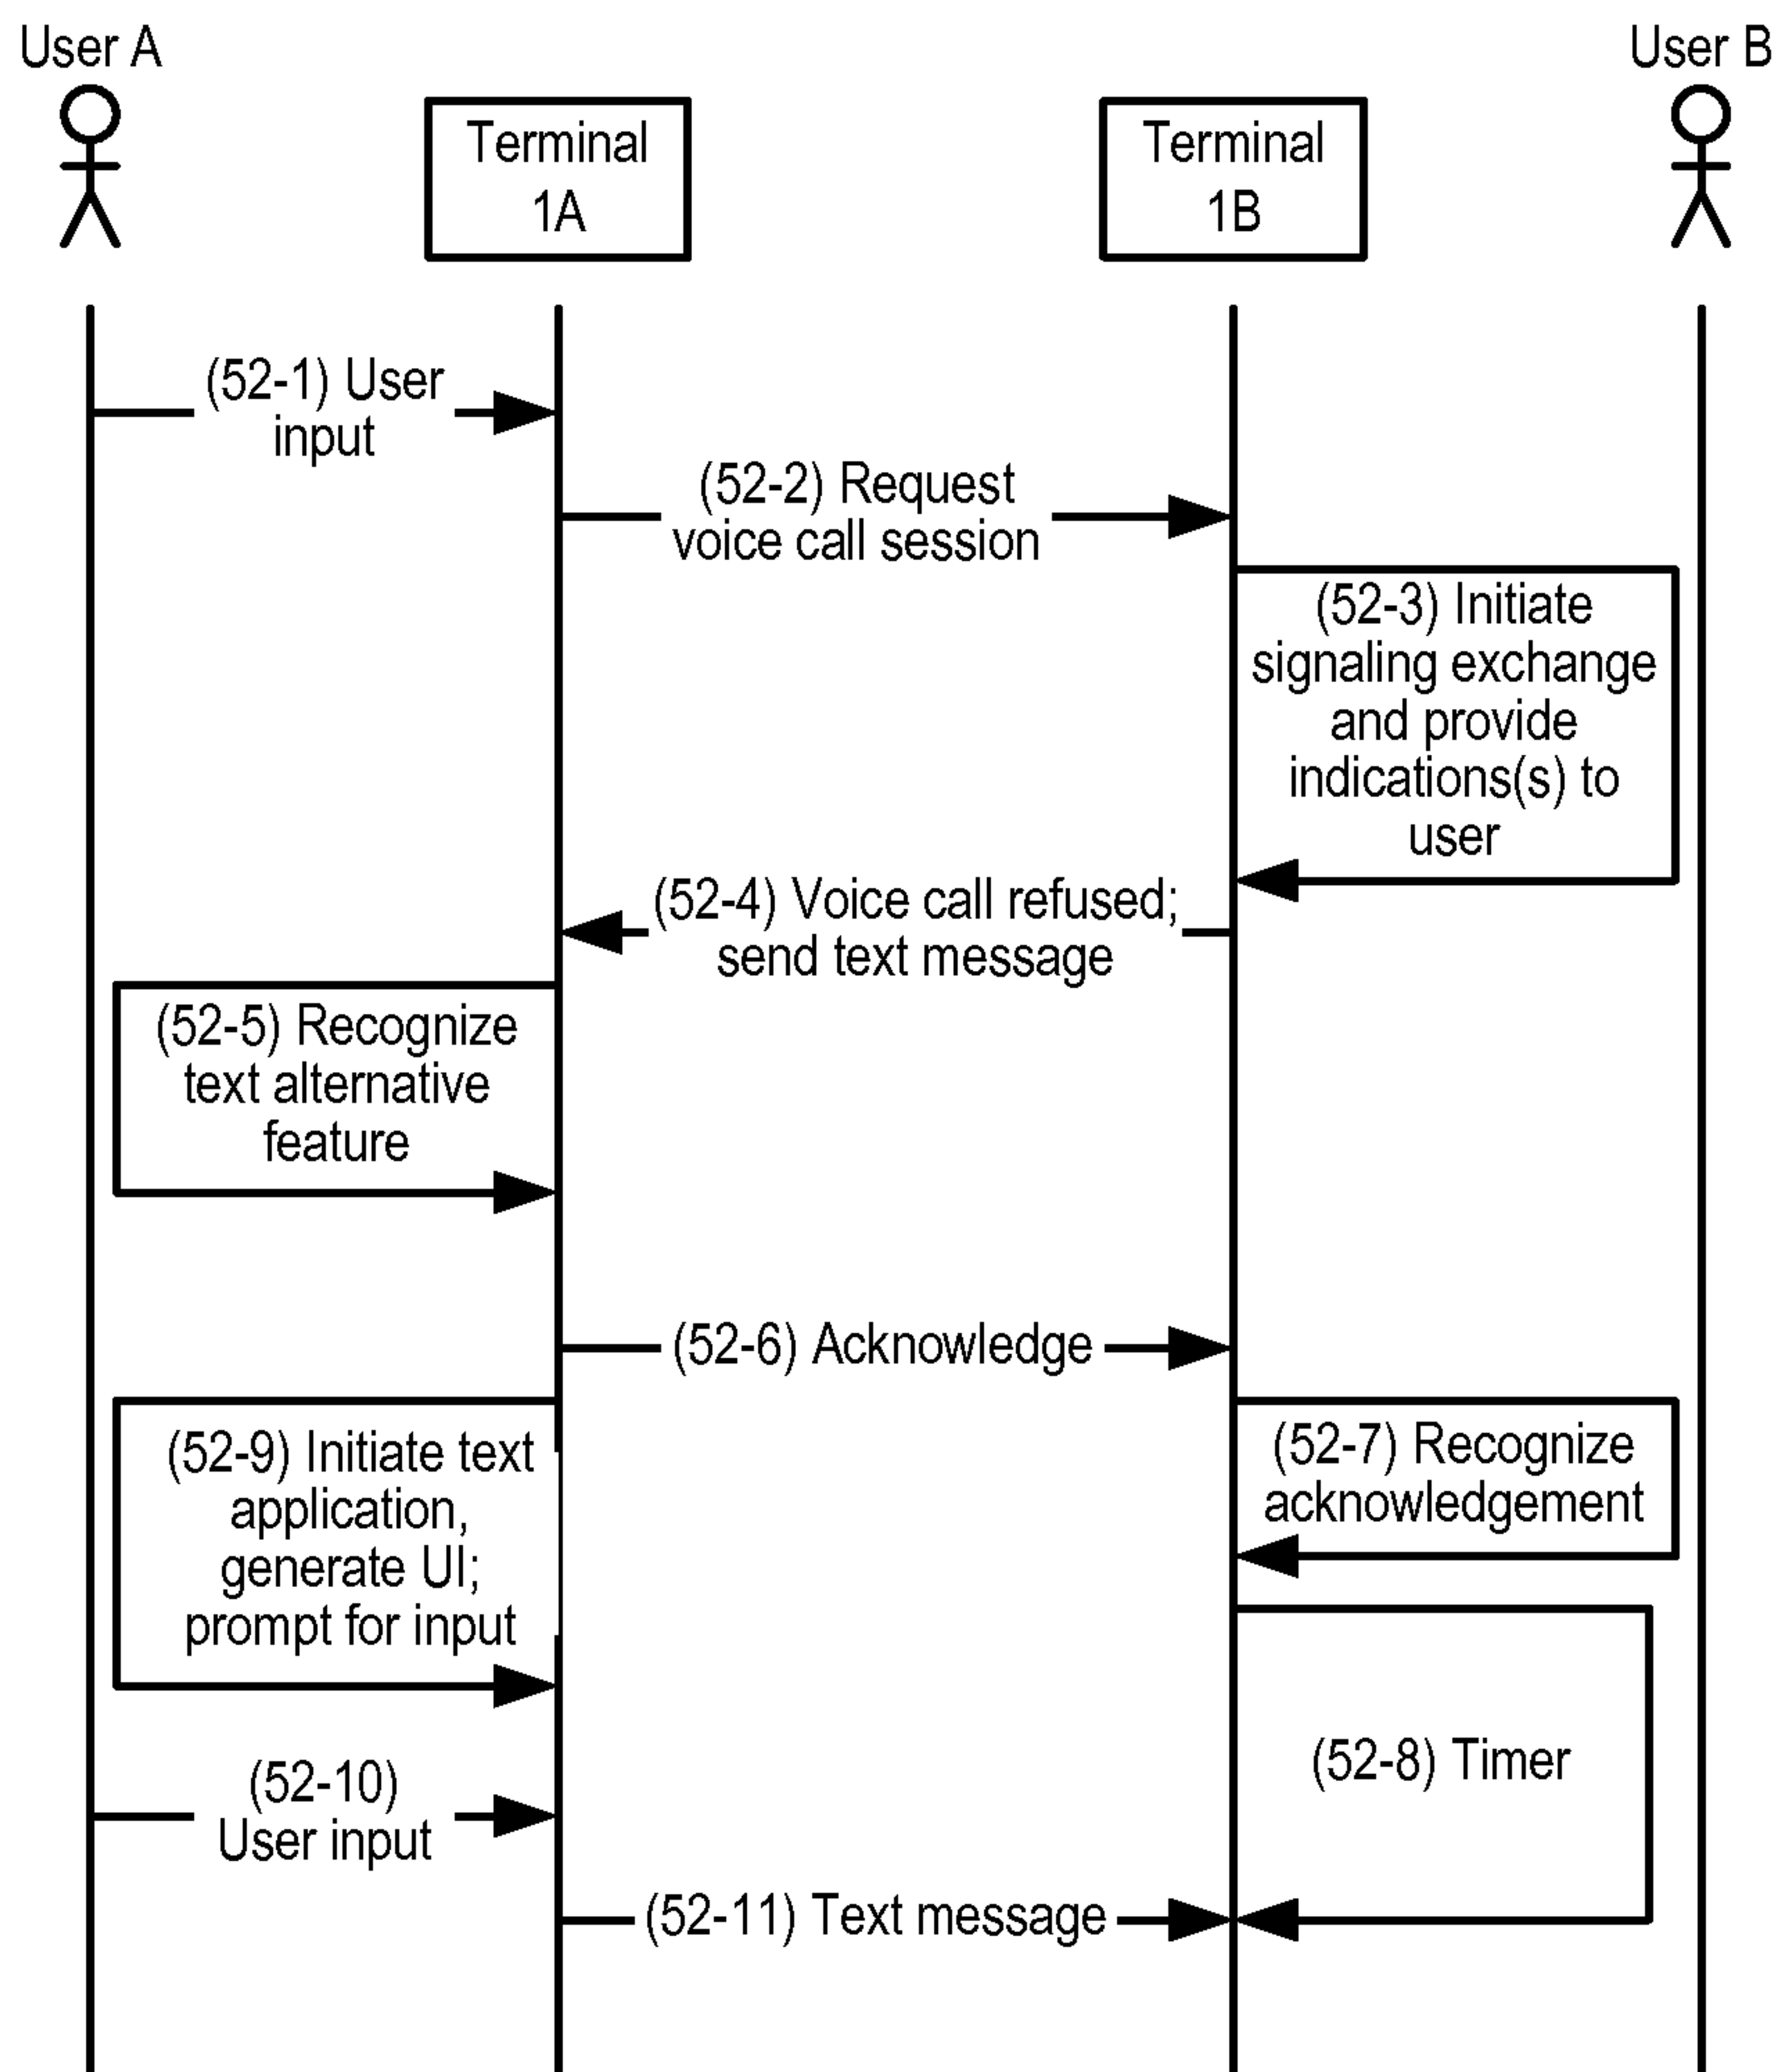 User A
User B
Terminal
1A
Terminal
1B
(52-1) User
input
(52-2) Request
voice call session
(52-3) Initiate
signaling exchange
and provide
indications(s) to
user
(52-4) Voice call refused;
send text message
(52-5) Recognize
text alternative
feature
(52-6) Acknowledge
(52-9) Initiate text
application,
generate UI;
prompt for input
(52-7) Recognize
acknowledgement
(52-8) Timer
(52-10)
User input
(52-11) Text message